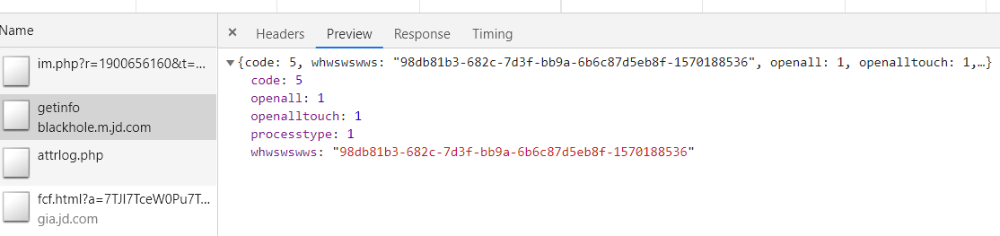 Name
× Headers Preview Response Timing
im.php?r=1900656160&t=...
getinfo
blackhole.m.jd.com
attrlog.php
fcf.html?a=7TJl7TceW0Pu7T...
gia.jd.com
▼{code: 5, whwswswws: "98db81b3-682c-7d3f-bb9a-6b6c87d5eb8f-1570188536", openall: 1, openalltouch: 1,…}
code: 5
openall: 1
openalltouch: 1
processtype: 1
whwswswws: "98db81b3-682c-7d3f-bb9a-6b6c87d5eb8f-1570188536"